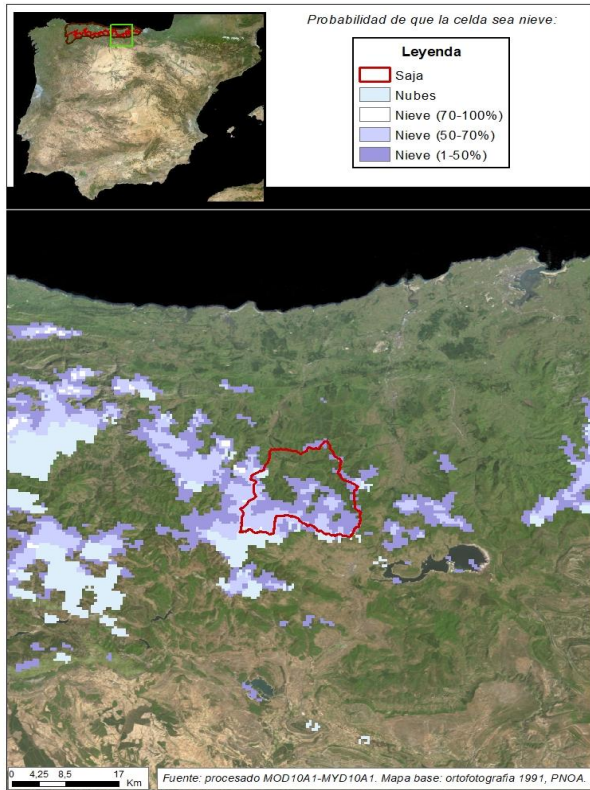 Probabilidad de que la celda sea nieve:
Leyenda
Saja
Nubes
Nieve (70-100%)
Nieve (50-70%)
Nieve (1-50%)
0 4,25 8,5 17
Km
Fuente: procesado MOD10A1-MYD10A1. Mapa base: ortofotografia 1991, PNOA.